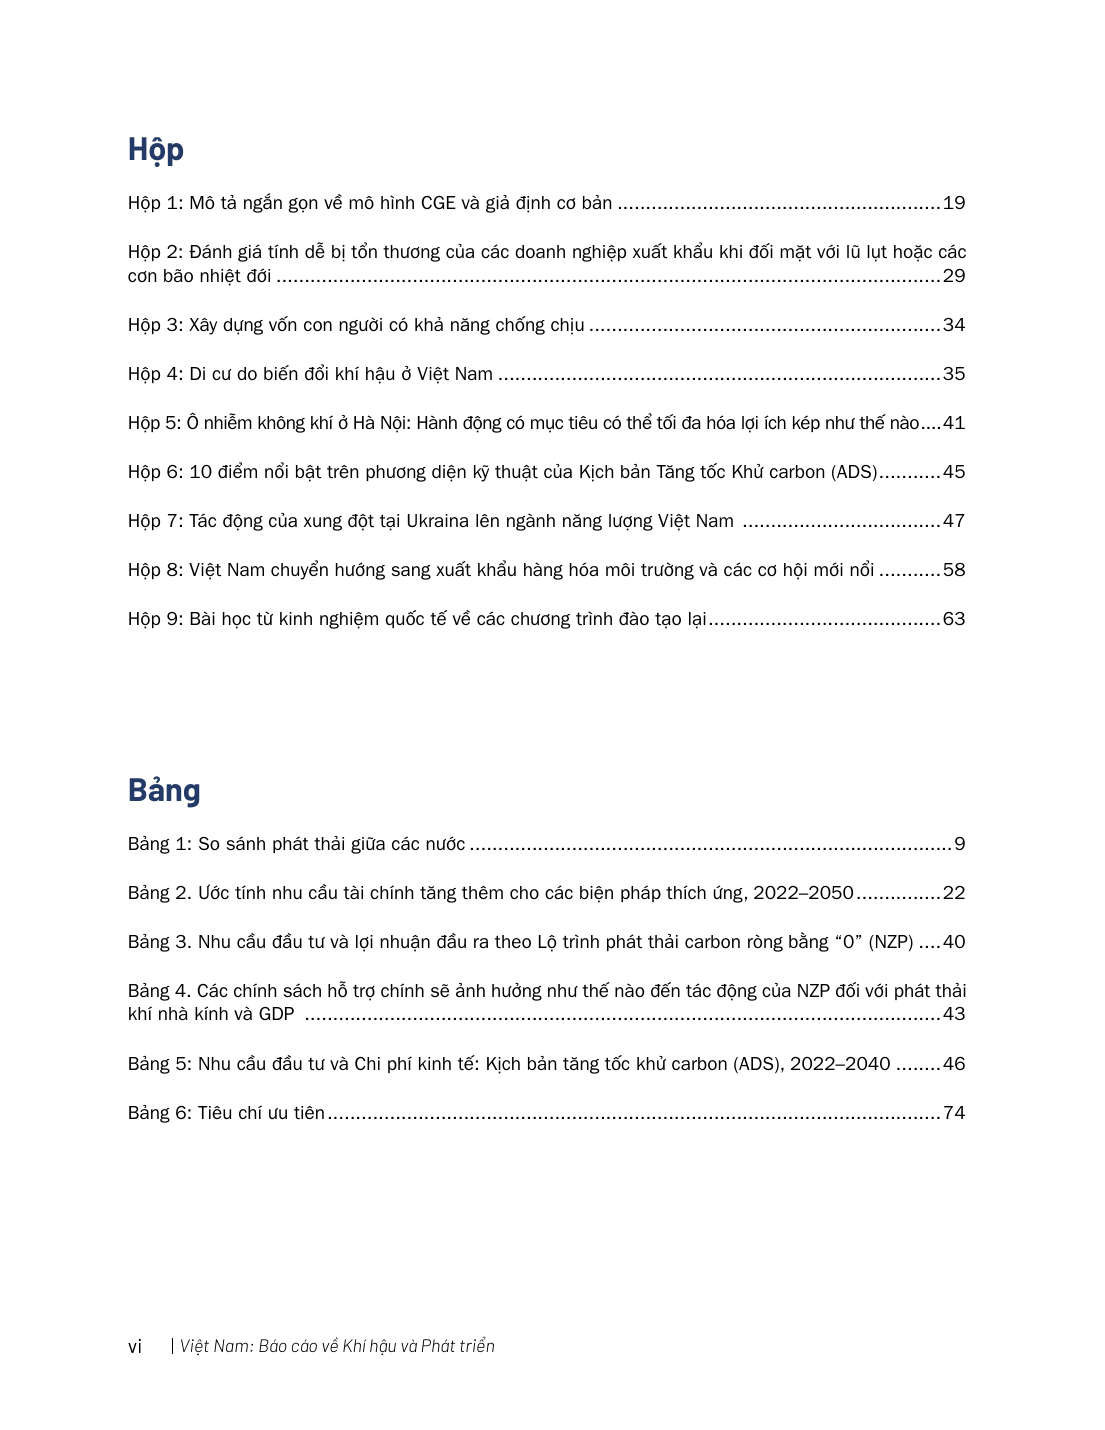 Hộp
Hộp 1: Mô tả ngắn gọn về mô hình CGE và giả định cơ bản .........................................................19
Hộp 2: Đánh giá tính dễ bị tổn thương của các doanh nghiệp xuất khẩu khi đối mặt với lũ lụt hoặc các
cơn bão nhiệt đới .....................................................................................................................29
Hộp 3: Xây dựng vốn con người có khả năng chống chịu ..............................................................34
Hộp 4: Di cư do biến đổi khí hậu ở Việt Nam ..............................................................................35
Hộp 5: Ô nhiễm không khí ở Hà Nội: Hành động có mục tiêu có thể tối đa hóa lợi ích kép như thế nào....41
Hộp 6: 10 điểm nổi bật trên phương diện kỹ thuật của Kịch bản Tăng tốc Khử carbon (ADS)...........45
Hộp 7: Tác động của xung đột tại Ukraina lên ngành năng lượng Việt Nam ...................................47
Hộp 8: Việt Nam chuyển hướng sang xuất khẩu hàng hóa môi trường và các cơ hội mới nổi ...........58
Hộp 9: Bài học từ kinh nghiệm quốc tế về các chương trình đào tạo lại.........................................63
Bảng
Bảng 1: So sánh phát thải giữa các nước .....................................................................................9
Bảng 2. Ước tính nhu cầu tài chính tăng thêm cho các biện pháp thích ứng, 2022–2050...............22
Bảng 3. Nhu cầu đầu tư và lợi nhuận đầu ra theo Lộ trình phát thải carbon ròng bằng “0” (NZP) ....40
Bảng 4. Các chính sách hỗ trợ chính sẽ ảnh hưởng như thế nào đến tác động của NZP đối với phát thải
khí nhà kính và GDP ................................................................................................................43
Bảng 5: Nhu cầu đầu tư và Chi phí kinh tế: Kịch bản tăng tốc khử carbon (ADS), 2022–2040 ........46
Bảng 6: Tiêu chí ưu tiên............................................................................................................74
vi | Việt Nam: Báo cáo về Khí hậu và Phát triển